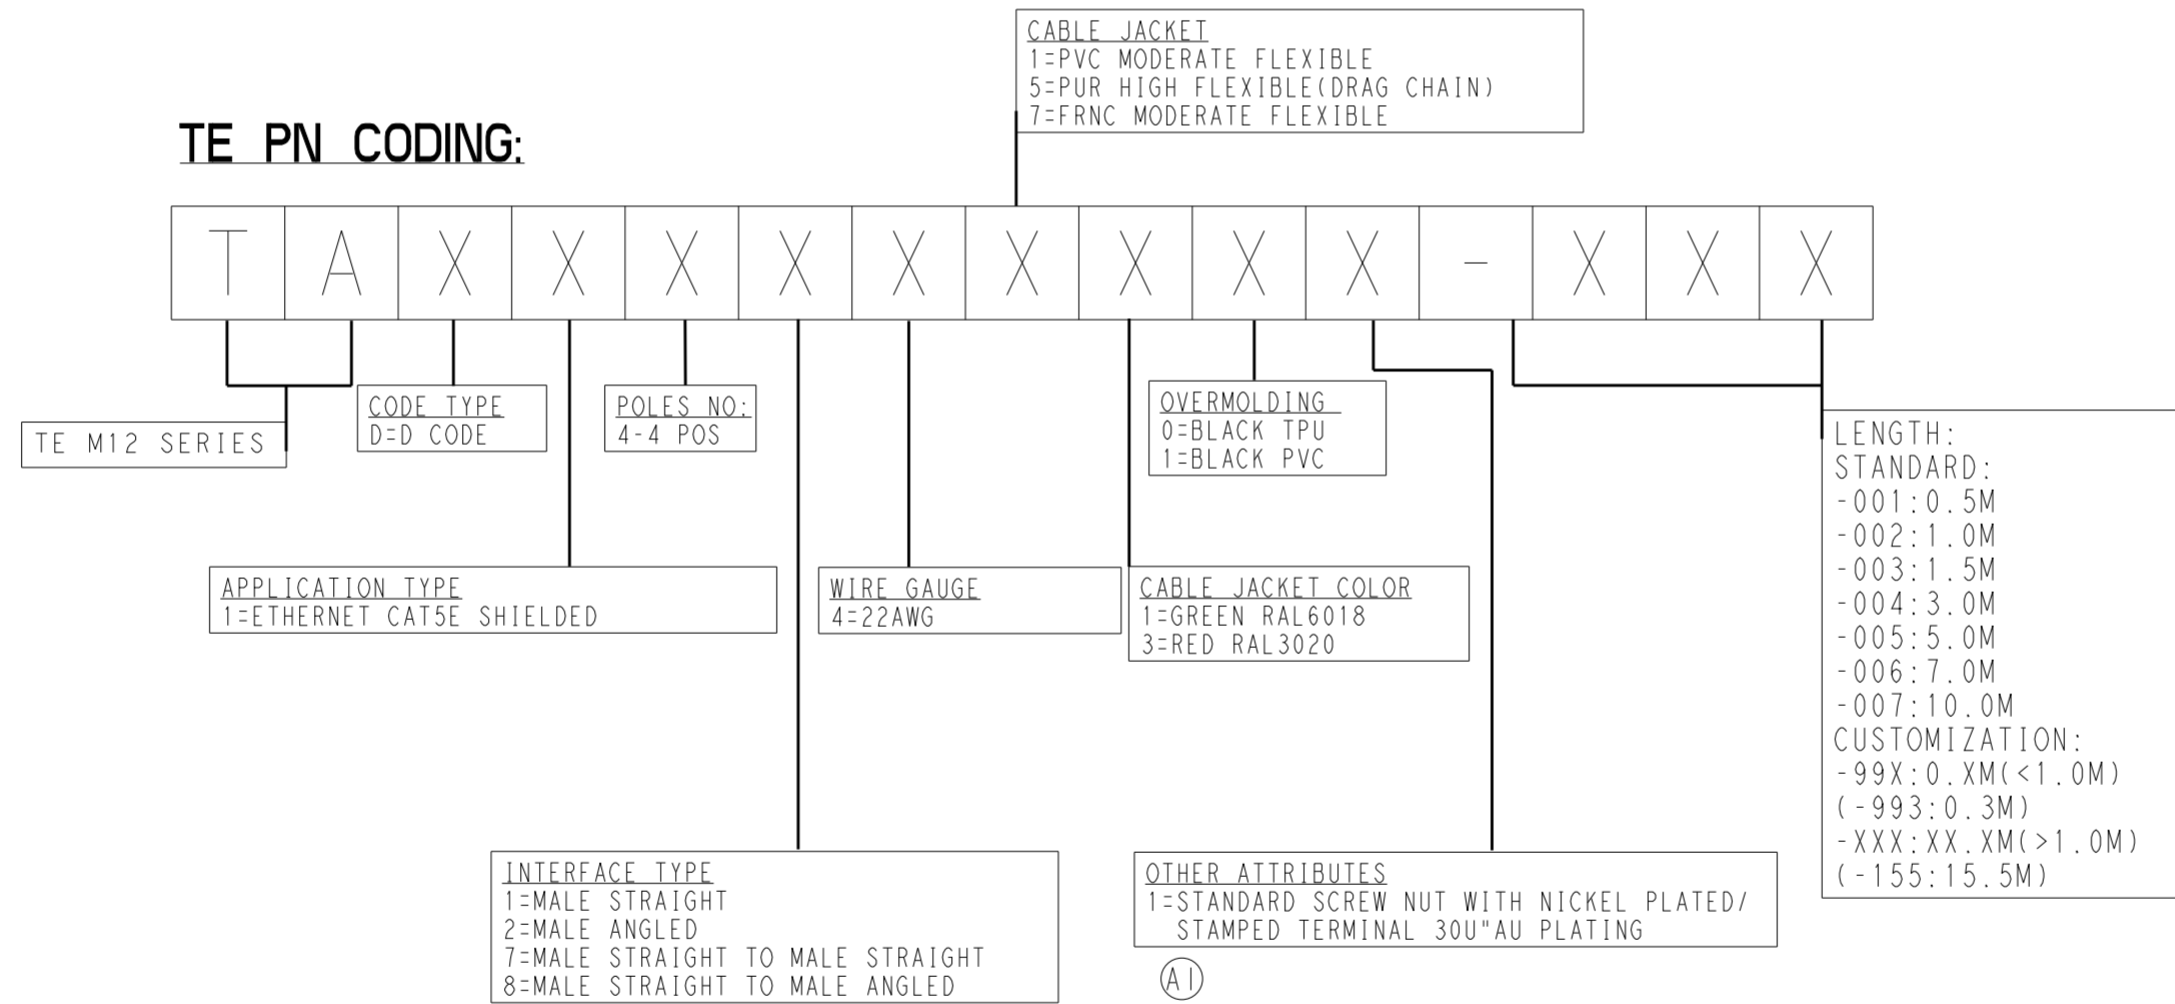 CABLE JACKET
1=PVC MODERATE FLEXIBLE
5=PUR HIGH FLEXIBLE(DRAG CHAIN)
7=FRNC MODERATE FLEXIBLE
TE PN CODING:
T A X X X X X X X X X - X X X
TE M12 SERIES
CODE TYPE
D=D CODE
POLES NO:
4-4 POS
OVERMOLDING
0=BLACK TPU
1=BLACK PVC
LENGTH:
STANDARD:
-001:0.5M
-002:1.0M
-003:1.5M
-004:3.0M
-005:5.0M
-006:7.0M
-007:10.0M
CUSTOMIZATION:
-99X:0.XM(<1.0M)
(-993:0.3M)
-XXX:XX.XM(>1.0M)
(-155:15.5M)
APPLICATION TYPE
1=ETHERNET CAT5E SHIELDED
WIRE GAUGE
4=22AWG
CABLE JACKET COLOR
1=GREEN RAL6018
3=RED RAL3020
INTERFACE TYPE
1=MALE STRAIGHT
2=MALE ANGLED
7=MALE STRAIGHT TO MALE STRAIGHT
8=MALE STRAIGHT TO MALE ANGLED
OTHER ATTRIBUTES
1=STANDARD SCREW NUT WITH NICKEL PLATED/
STAMPED TERMINAL 30U"AU PLATING
A1